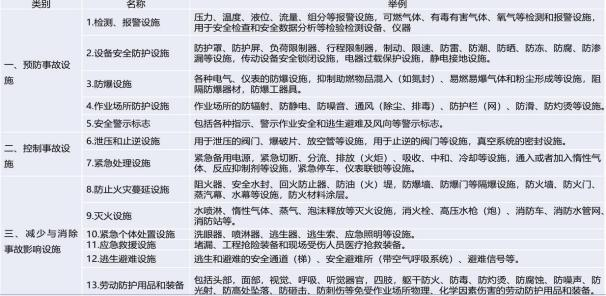 类别 名称 举例
一、预防事故设施
1.检测、报警设施
压力、温度、液位、流量、组分等报警设施，可燃气体、有毒有害气体、氧气等检测和报警设施，
用于安全检查和安全数据分析等检验检测设备、仪器
2.设备安全防护设施
防护罩、防护屏、负荷限制器、行程限制器，制动、限速、防雷、防潮、防晒、防冻、防腐、防渗
漏等设施，传动设备安全锁闭设施，电器过载保护设施，静电接地设施。
3.防爆设施
各种电气、仪表的防爆设施，抑制助燃物品混入（如氮封）、易燃易爆气体和粉尘形成等设施，阻
隔防爆器材，防爆工器具。
4.作业场所防护设施
作业场所的防辐射、防静电、防噪音、通风（除尘、排毒）、防护栏（网）、防滑、防灼烫等设施。
5.安全警示标志
包括各种指示、警示作业安全和逃生避难及风向等警示标志。
二、控制事故设施
6.泄压和止逆设施
用于泄压的阀门、爆破片、放空管等设施，用于止逆的阀门等设施，真空系统的密封设施。
7.紧急处理设施
紧急备用电源，紧急切断、分流、排放（火炬）、吸收、中和、冷却等设施，通入或者加入惰性气
体、反应抑制剂等设施，紧急停车、仪表联锁等设施。
三、减少与消除事故影响设施
8.防止火灾蔓延设施
阻火器、安全水封、回火防止器、防油（火）堤，防爆墙、防爆门等隔爆设施，防火墙、防火门、
蒸汽幕、水幕等设施，防火材料涂层。
9.灭火设施
水喷淋、惰性气体、蒸气、泡沫释放等灭火设施，消火栓、高压水枪（炮）、消防车、消防水管网、
消防站等。
10.紧急个体处置设施
洗眼器、喷淋器、逃生器、逃生索、应急照明等设施。
11.应急救援设施
堵漏、工程抢险装备和现场受伤人员医疗抢救装备。
12.逃生避难设施
逃生和避难的安全通道（梯）、安全避难所（带空气呼吸系统）、避难信号等。
13.劳动防护用品和装备
包括头部，面部，视觉、呼吸、听觉器官，四肢，躯干防火、防毒、防灼烫、防腐蚀、防噪声、防
光射、防高处坠落、防砸击、防刺伤等免受作业场所物理、化学因素伤害的劳动防护用品和装备。